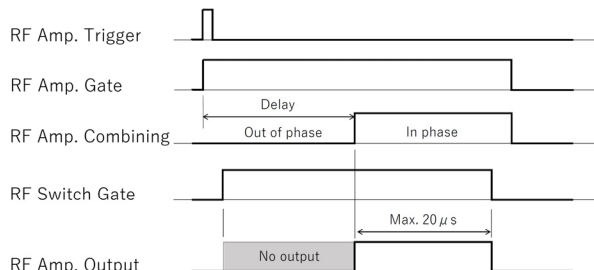 RF Amp. Trigger
RF Amp. Gate
Delay
RF Amp. Combining
Out of phase
In phase
RF Switch Gate
Max. 20 μ s
No output
RF Amp. Output